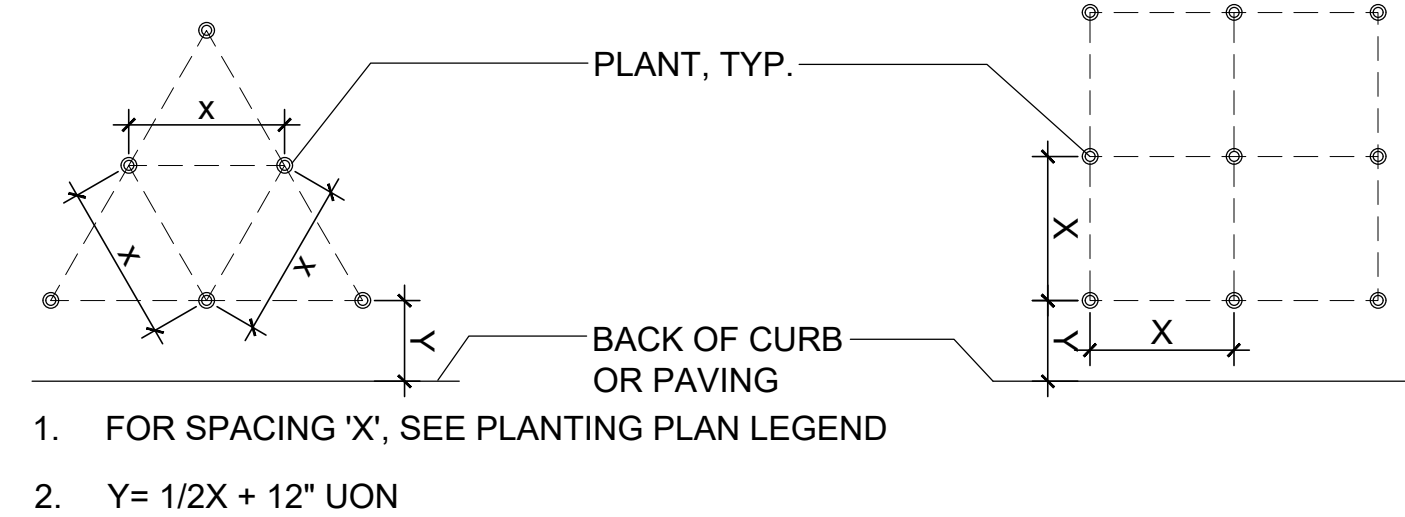 X
PLANT, TYP.
X
X
X
Y
Y
X
BACK OF CURB
OR PAVING
1. FOR SPACING 'X', SEE PLANTING PLAN LEGEND
2. Y= 1/2X + 12" UON